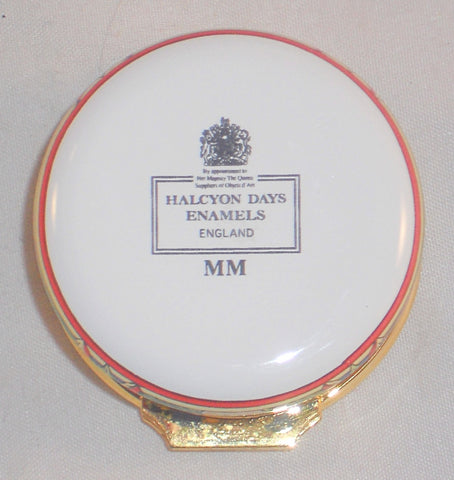 By appointment to
Her Majesty The Queen
Suppliers of Objets d'Art
HALCYON DAYS
ENAMELS
ENGLAND
MM